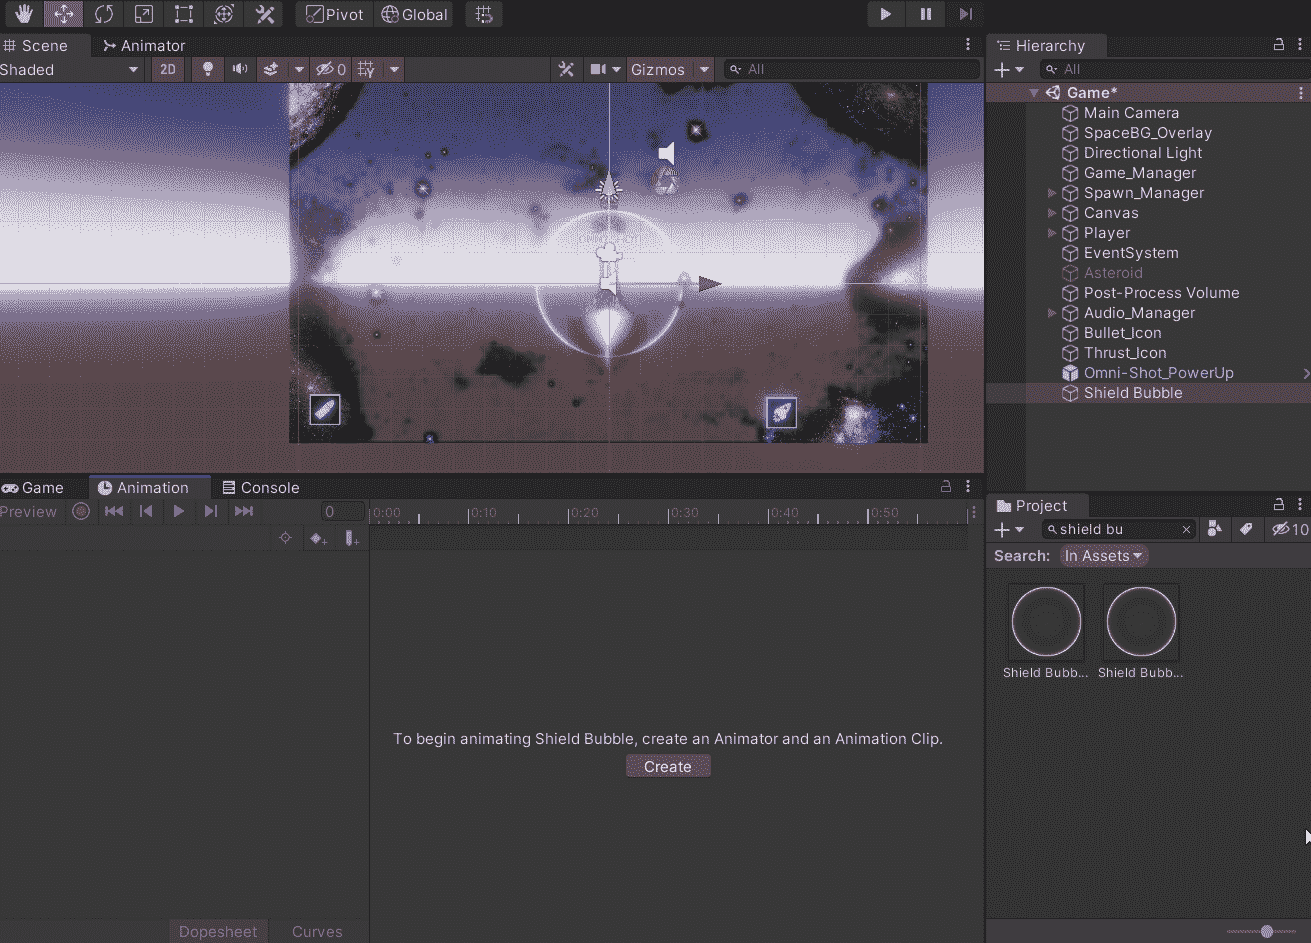 Pivot Global
Scene Animator
Shaded 2D 0 Gizmos All
Hierarchy
All
Game*
Main Camera
SpaceBG_Overlay
Directional Light
Game_Manager
Spawn_Manager
Canvas
Player
EventSystem
Asteroid
Post-Process Volume
Audio_Manager
Bullet_Icon
Thrust_Icon
Omni-Shot_PowerUp
Shield Bubble
Game Animation Console
Preview 0 0:00 0:10 0:20 0:30 0:40 0:50
To begin animating Shield Bubble, create an Animator and an Animation Clip.
Create
Dopesheet Curves
Project
shield bu 10
Search: In Assets
Shield Bubb... Shield Bubb...